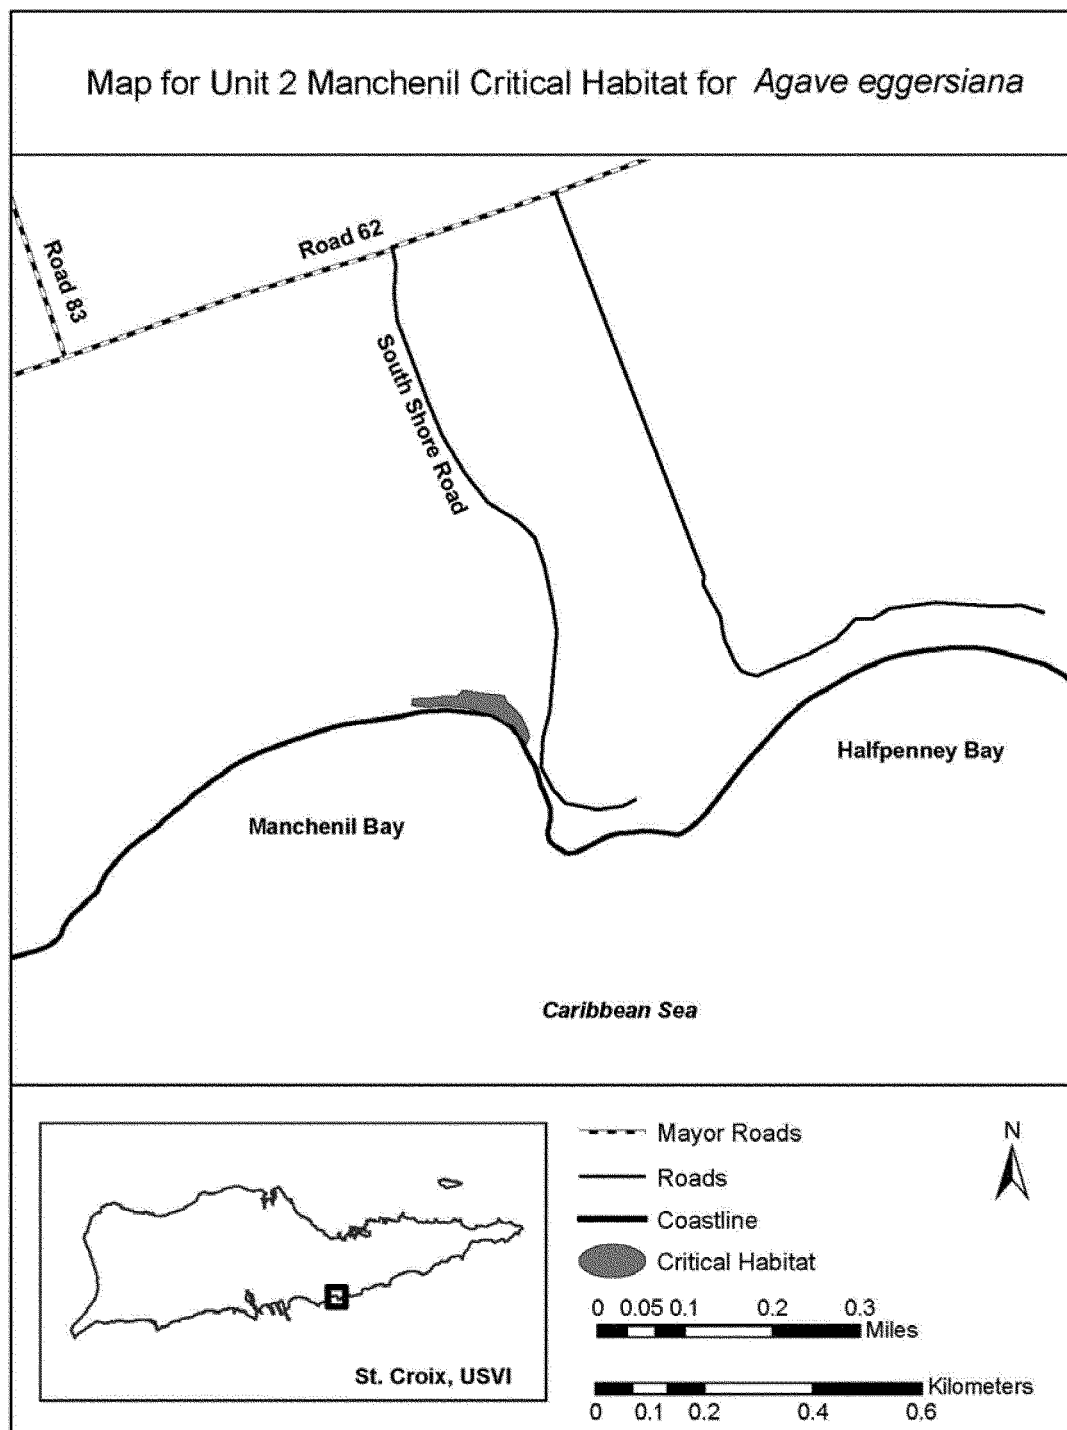 Map for Unit 2 Manchenil Critical Habitat for Agave eggersiana
Road 62
Road 83
South Shore Road
Halfpenney Bay
Manchenil Bay
Caribbean Sea
St. Croix, USVI
Mayor Roads
Roads
Coastline
Critical Habitat
N
0 0.05 0.1 0.2 0.3
Miles
Kilometers
0 0.1 0.2 0.4 0.6